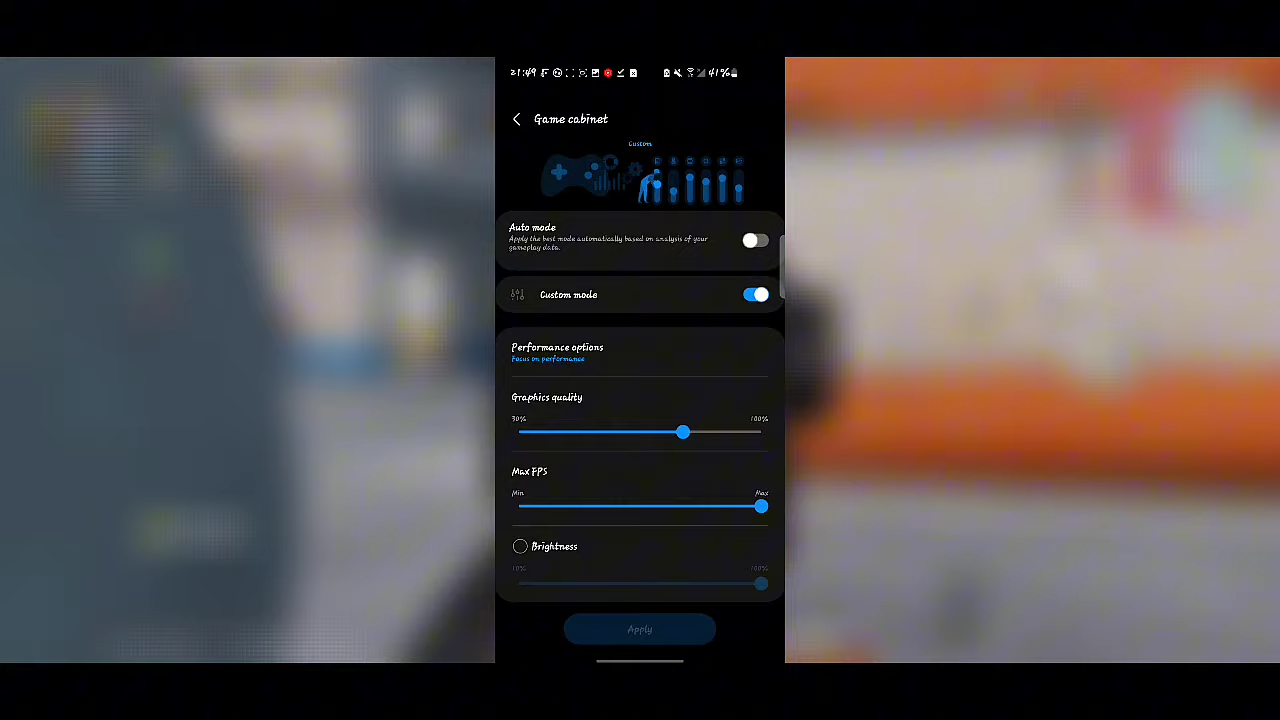 21:49
41%
Game cabinet
Custom
Auto mode
Apply the best mode automatically based on analysis of your
gameplay data.
Custom mode
Performance options
Focus on performance
Graphics quality
30% 100%
Max FPS
Min Max
Brightness
10% 100%
Apply